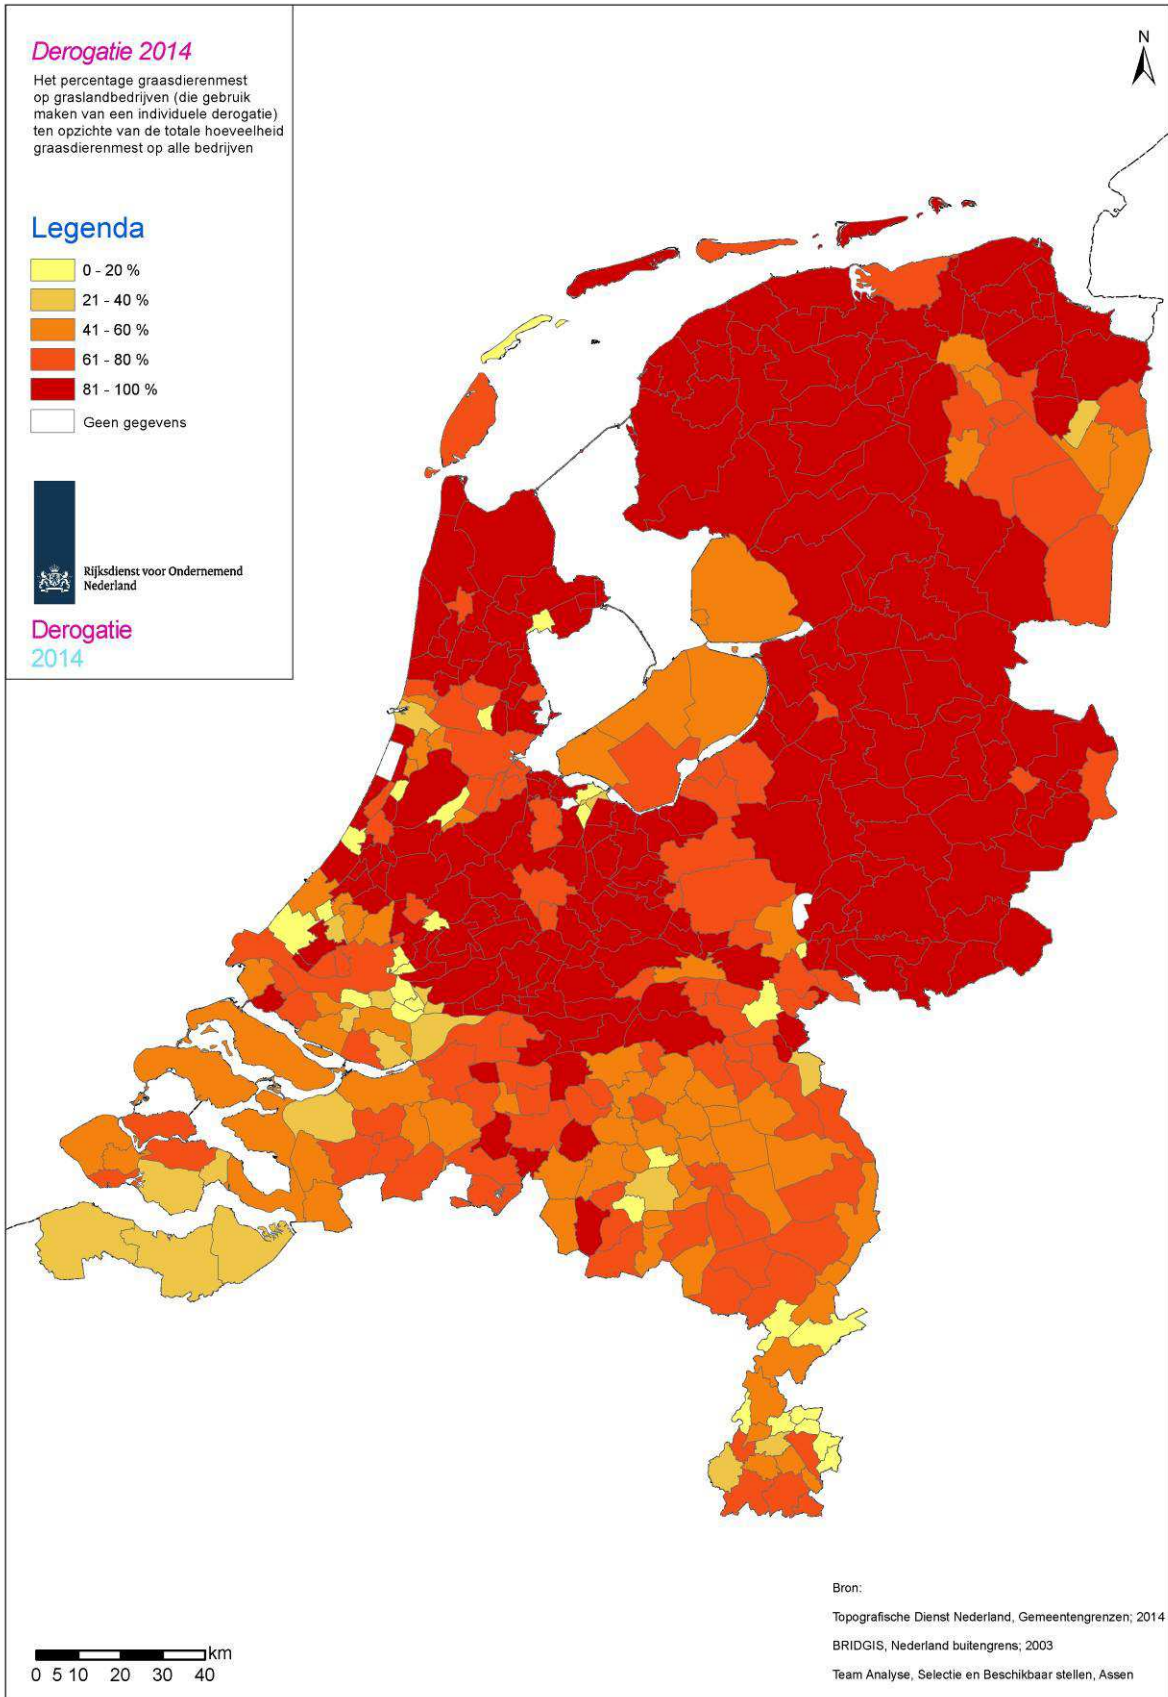 Derogatie 2014
Het percentage graasdierenmest
op graslandbedrijven (die gebruik
maken van een individuele derogatie)
ten opzichte van de totale hoeveelheid
graasdierenmest op alle bedrijven
N
Legenda
0 - 20 %
21 - 40 %
41 - 60 %
61 - 80 %
81 - 100 %
Geen gegevens
Rijksdienst voor Ondernemend
Nederland
Derogatie
2014
Bron:
Topografische Dienst Nederland, Gemeentengrenzen; 2014
BRIDGIS, Nederland buitengrens; 2003
Team Analyse, Selectie en Beschikbaar stellen, Assen
km
0 5 10 20 30 40